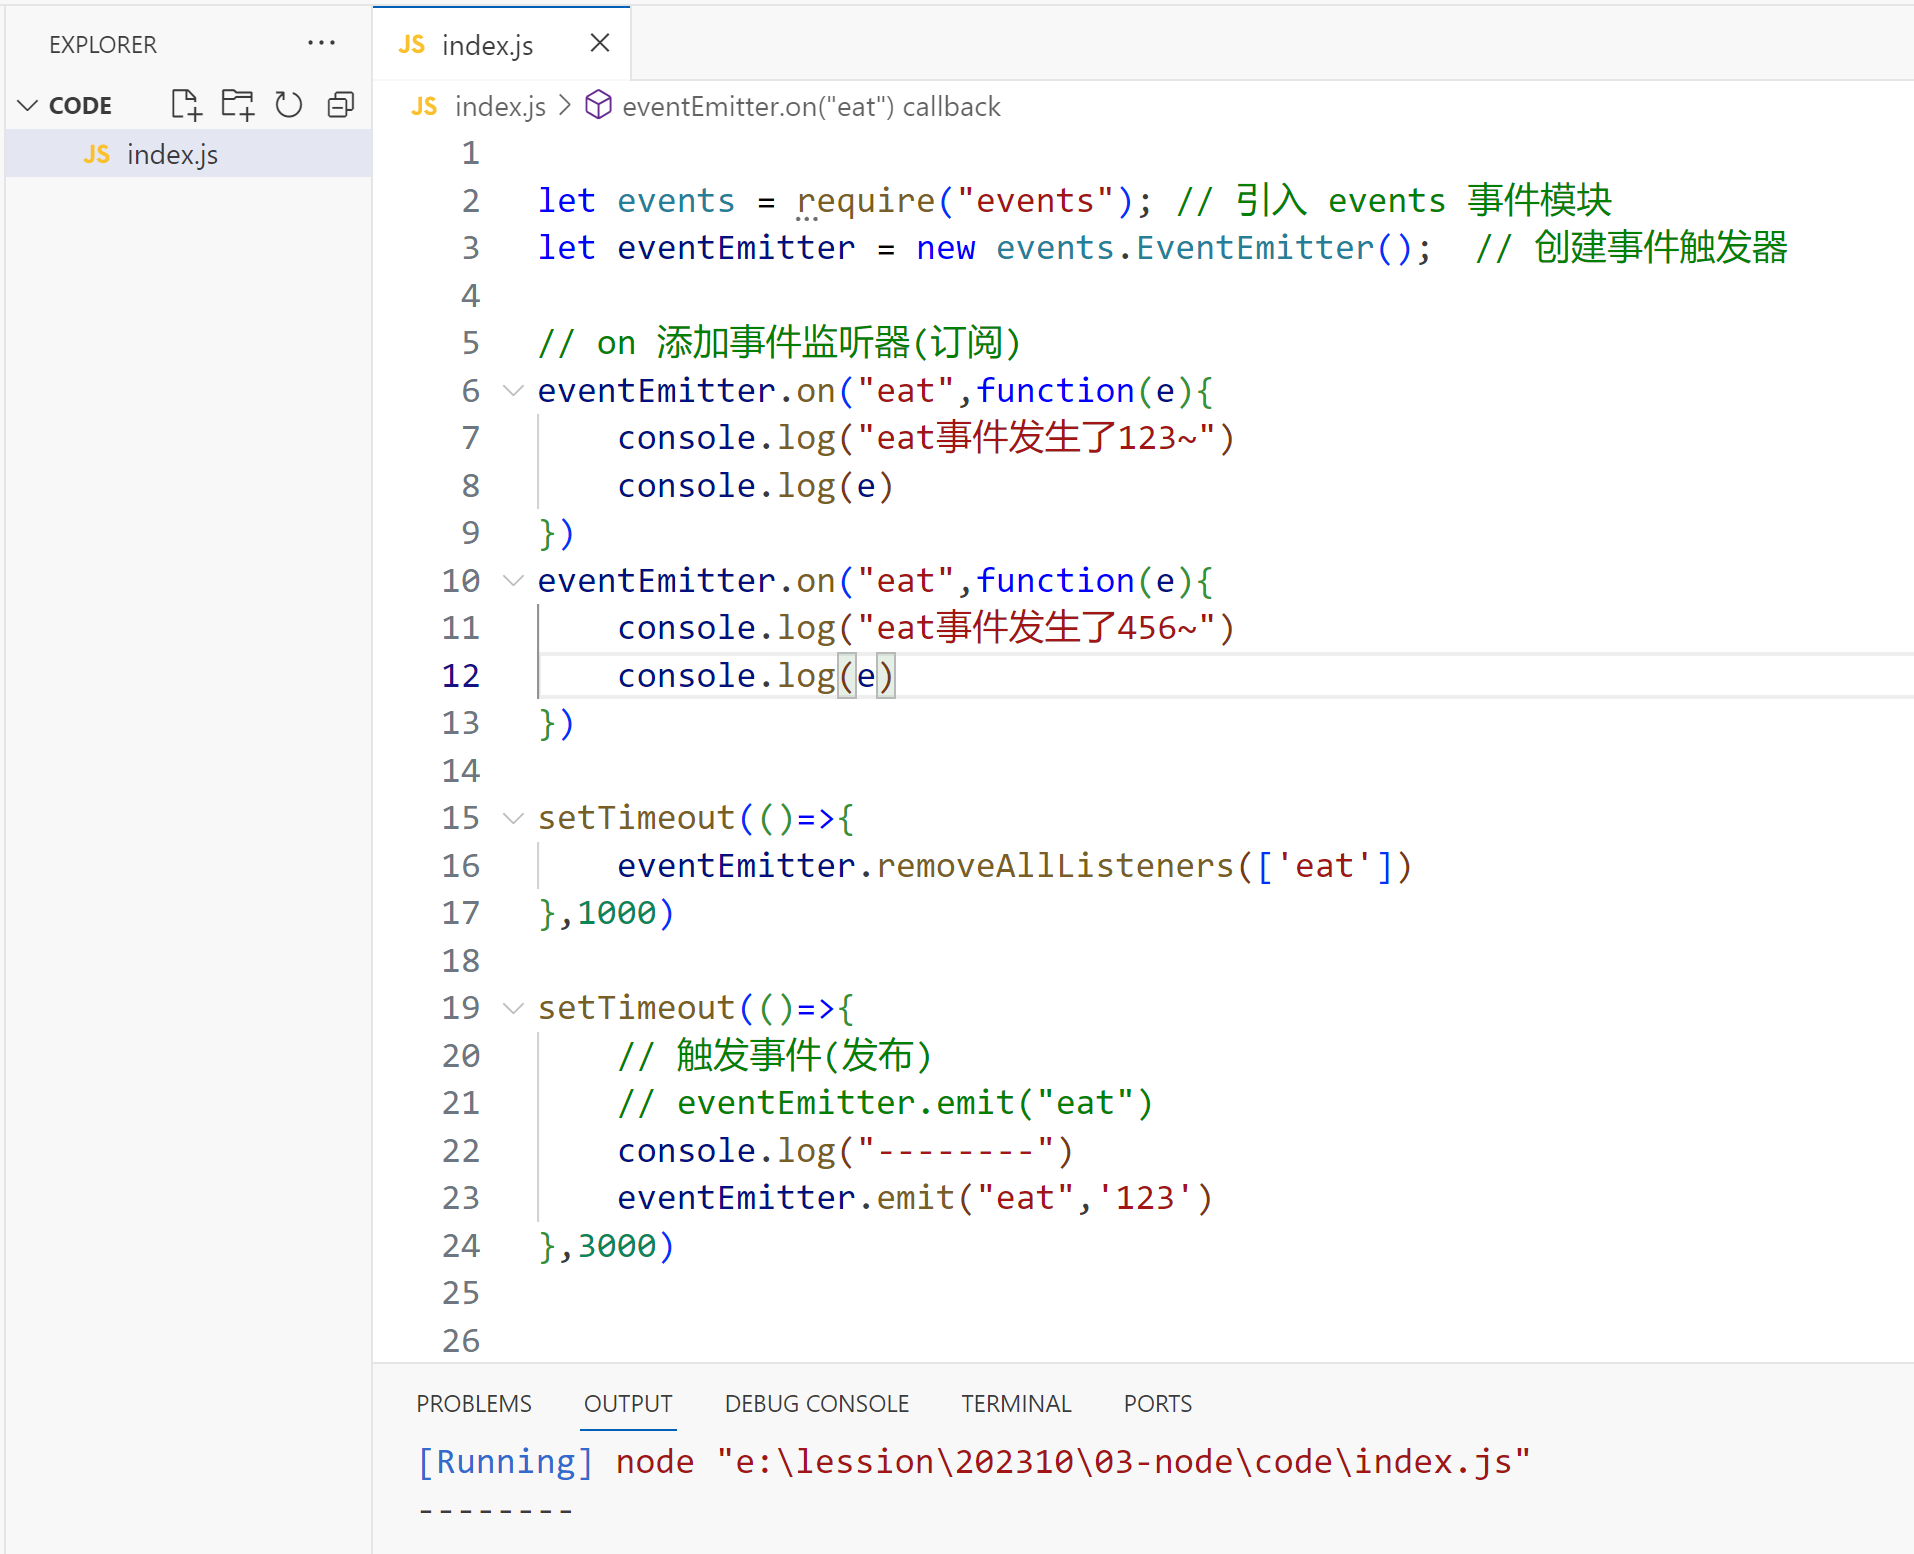 EXPLORER
CODE
JS index.js
JS index.js
JS index.js > eventEmitter.on("eat") callback
1
2 let events = require("events"); // 引入 events 事件模块
3 let eventEmitter = new events.EventEmitter();  // 创建事件触发器
4
5 // on 添加事件监听器(订阅)
6 eventEmitter.on("eat",function(e){
7     console.log("eat事件发生了123~")
8     console.log(e)
9 })
10 eventEmitter.on("eat",function(e){
11     console.log("eat事件发生了456~")
12     console.log(e)
13 })
14
15 setTimeout(()=>{
16     eventEmitter.removeAllListeners(['eat'])
17 },1000)
18
19 setTimeout(()=>{
20     // 触发事件(发布)
21     // eventEmitter.emit("eat")
22     console.log("--------")
23     eventEmitter.emit("eat",'123')
24 },3000)
25
26
PROBLEMS OUTPUT DEBUG CONSOLE TERMINAL PORTS
[Running] node "e:\lession\202310\03-node\code\index.js"
--------